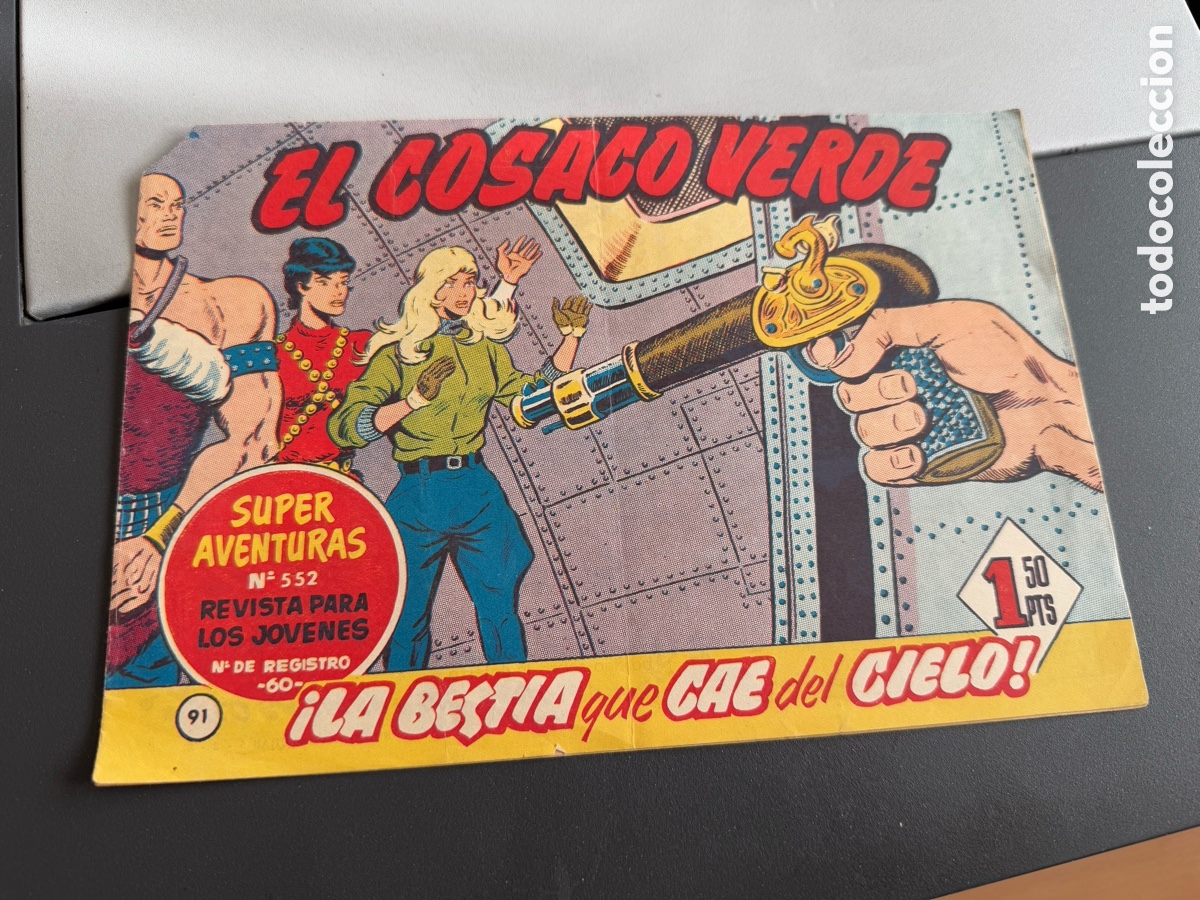 EL COSACO VERDE
SUPER
AVENTURAS
Nº 552
REVISTA PARA
LOS JOVENES
Nº DE REGISTRO
-60-
1 50
PTS
91
¡LA BESTIA que CAE del CIELO!
todocoleccion